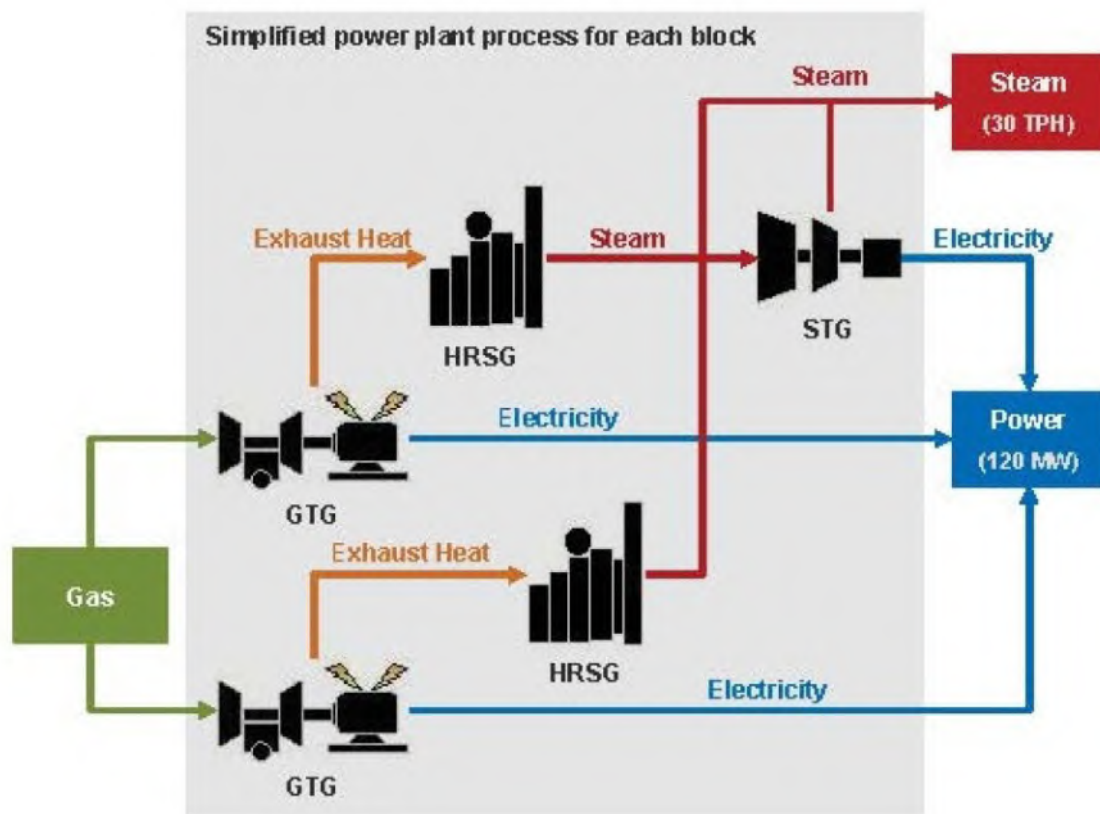 Simplified power plant process for each block
Steam
Steam
(30 TPH)
Exhaust Heat
Steam
Electricity
HRSG
STG
Electricity
Power
(120 MW)
GTG
Exhaust Heat
Gas
HRSG
Electricity
GTG